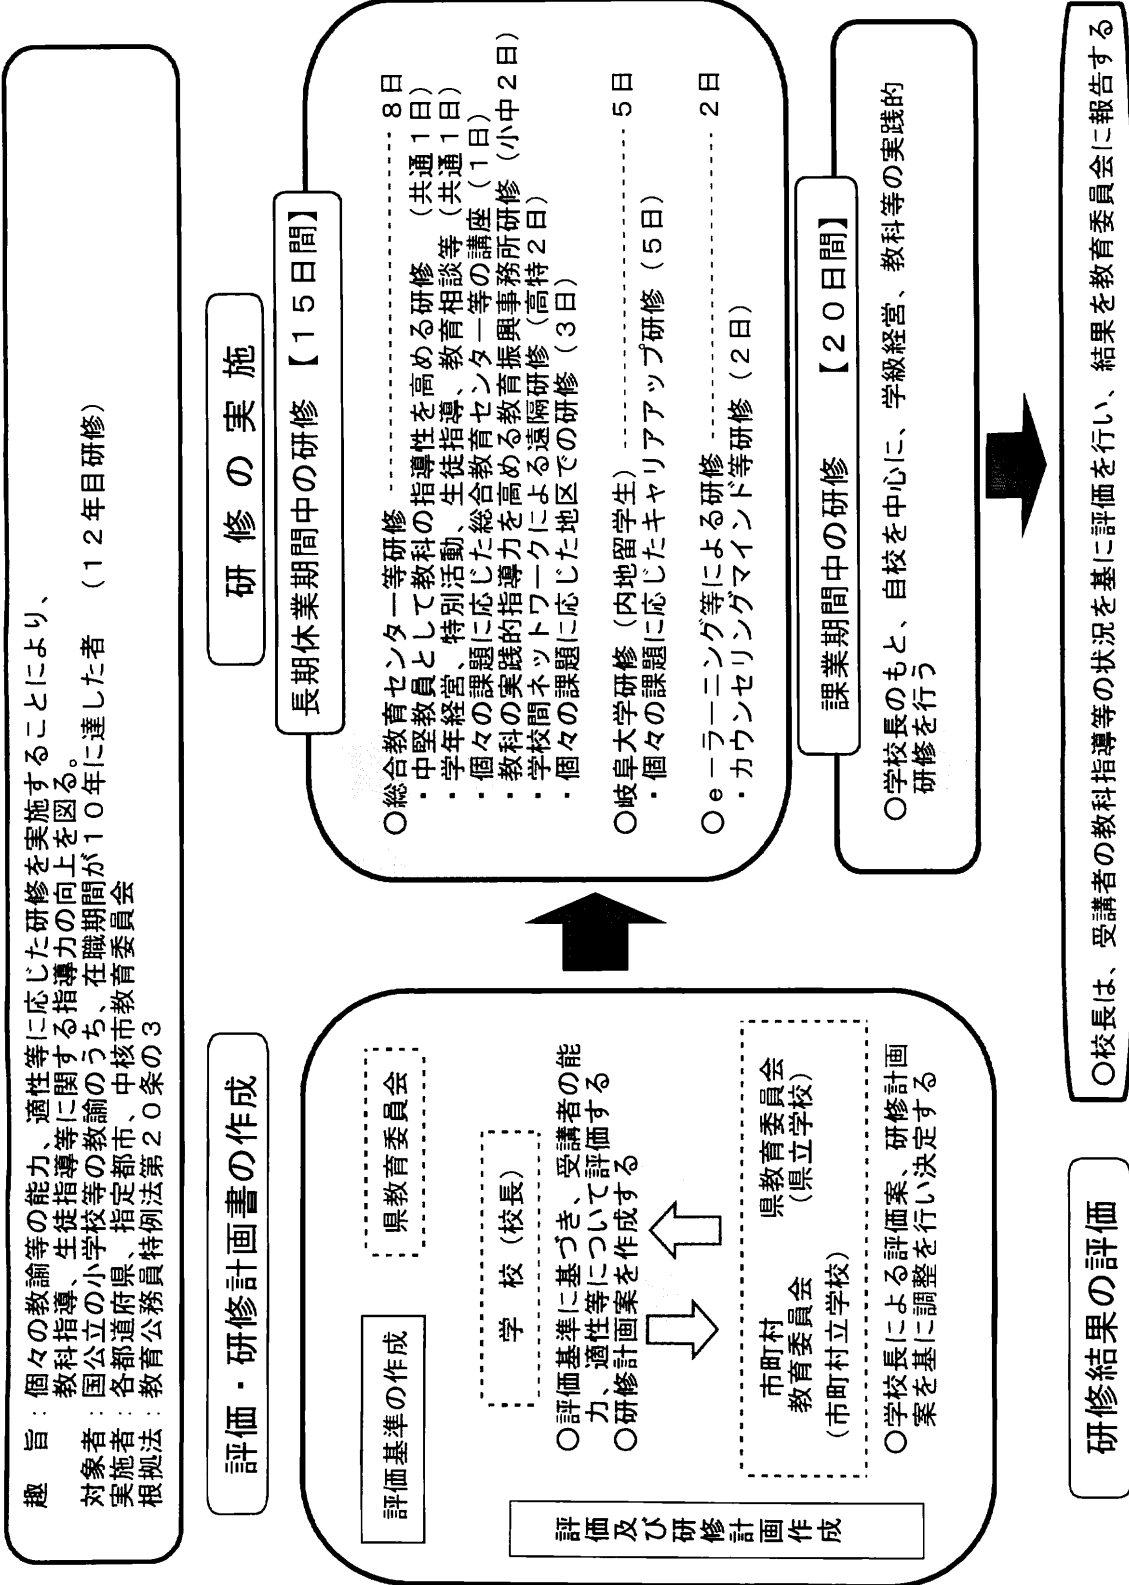 趣　旨：個々の教諭等の能力、適性等に応じた研修を実施することにより、
教科指導、生徒指導等に関する指導力の向上を図る。
対象者：国公立の小学校等の教諭のうち、在職期間が１０年に達した者　（１２年目研修）
実施者：各都道府県、指定都市、中核市教育委員会
根拠法：教育公務員特例法第２０条の３
評価・研修計画書の作成
評価基準の作成
県教育委員会
評価及び研修計画作成
学　校　（校長）
○評価基準に基づき、受講者の能
力、適性等について評価する
○研修計画案を作成する
市町村
教育委員会
（市町村立学校）
県教育委員会
（県立学校）
○学校長による評価案、研修計画
案を基に調整を行い決定する
研修の実施
長期休業期間中の研修　【１５日間】
○総合教育センター等研修 ---------- ８日
・中堅教員として教科の指導性を高める研修　（共通１日）
・学年経営、特別活動、生徒指導、教育相談等　（共通１日）
・個々の課題に応じた総合教育センター等の講座（１日）
・教科の実践的指導力を高める教育振興事務所研修（小中２日）
・学校間ネットワークによる遠隔研修（高特２日）
・個々の課題に応じた地区での研修（３日）
○岐阜大学研修（内地留学生） ---------- ５日
・個々の課題に応じたキャリアアップ研修（５日）
○ｅ－ラーニング等による研修 ---------- ２日
・カウンセリングマインド等研修（２日）
課業期間中の研修　【２０日間】
○学校長のもと、自校を中心に、学級経営、教科等の実践的
研修を行う
研修結果の評価
○校長は、受講者の教科指導等の状況を基に評価を行い、結果を教育委員会に報告する